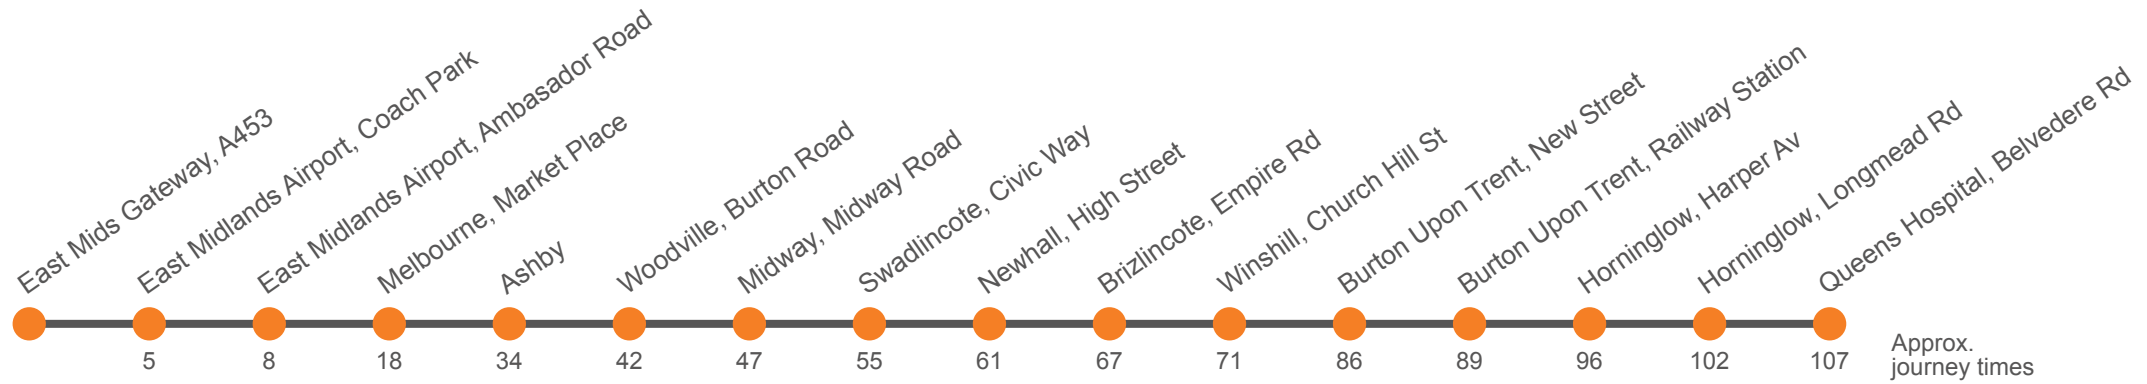 East Mids Gateway, A453
East Midlands Airport, Coach Park
East Midlands Airport, Ambasador Road
Melbourne, Market Place
Ashby
Woodville, Burton Road
Midway, Midway Road
Swadlincote, Civic Way
Newhall, High Street
Brizlincote, Empire Rd
Winshill, Church Hill St
Burton Upon Trent, New Street
Burton Upon Trent, Railway Station
Horninglow, Harper Av
Horninglow, Longmead Rd
Queens Hospital, Belvedere Rd
5 8 18 34 42 47 55 61 67 71 86 89 96 102 107
Approx.
journey times